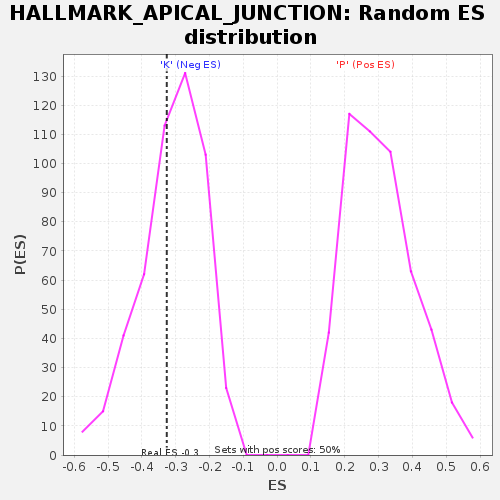 HALLMARK_APICAL_JUNCTION: Random ES
distribution
'K' (Neg ES)
'P' (Pos ES)
P(ES)
130
120
110
100
90
80
70
60
50
40
30
20
10
0
Real ES -0.3
Sets with pos scores: 50%
-0.6 -0.5 -0.4 -0.3 -0.2 -0.1 0.0 0.1 0.2 0.3 0.4 0.5 0.6
ES